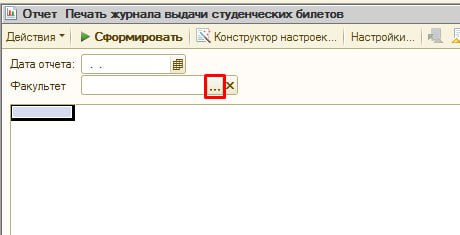 Отчет Печать журнала выдачи студенческих билетов
Действия Сформировать Конструктор настроек... Настройки...
Дата отчета: . .
Факультет ... ×